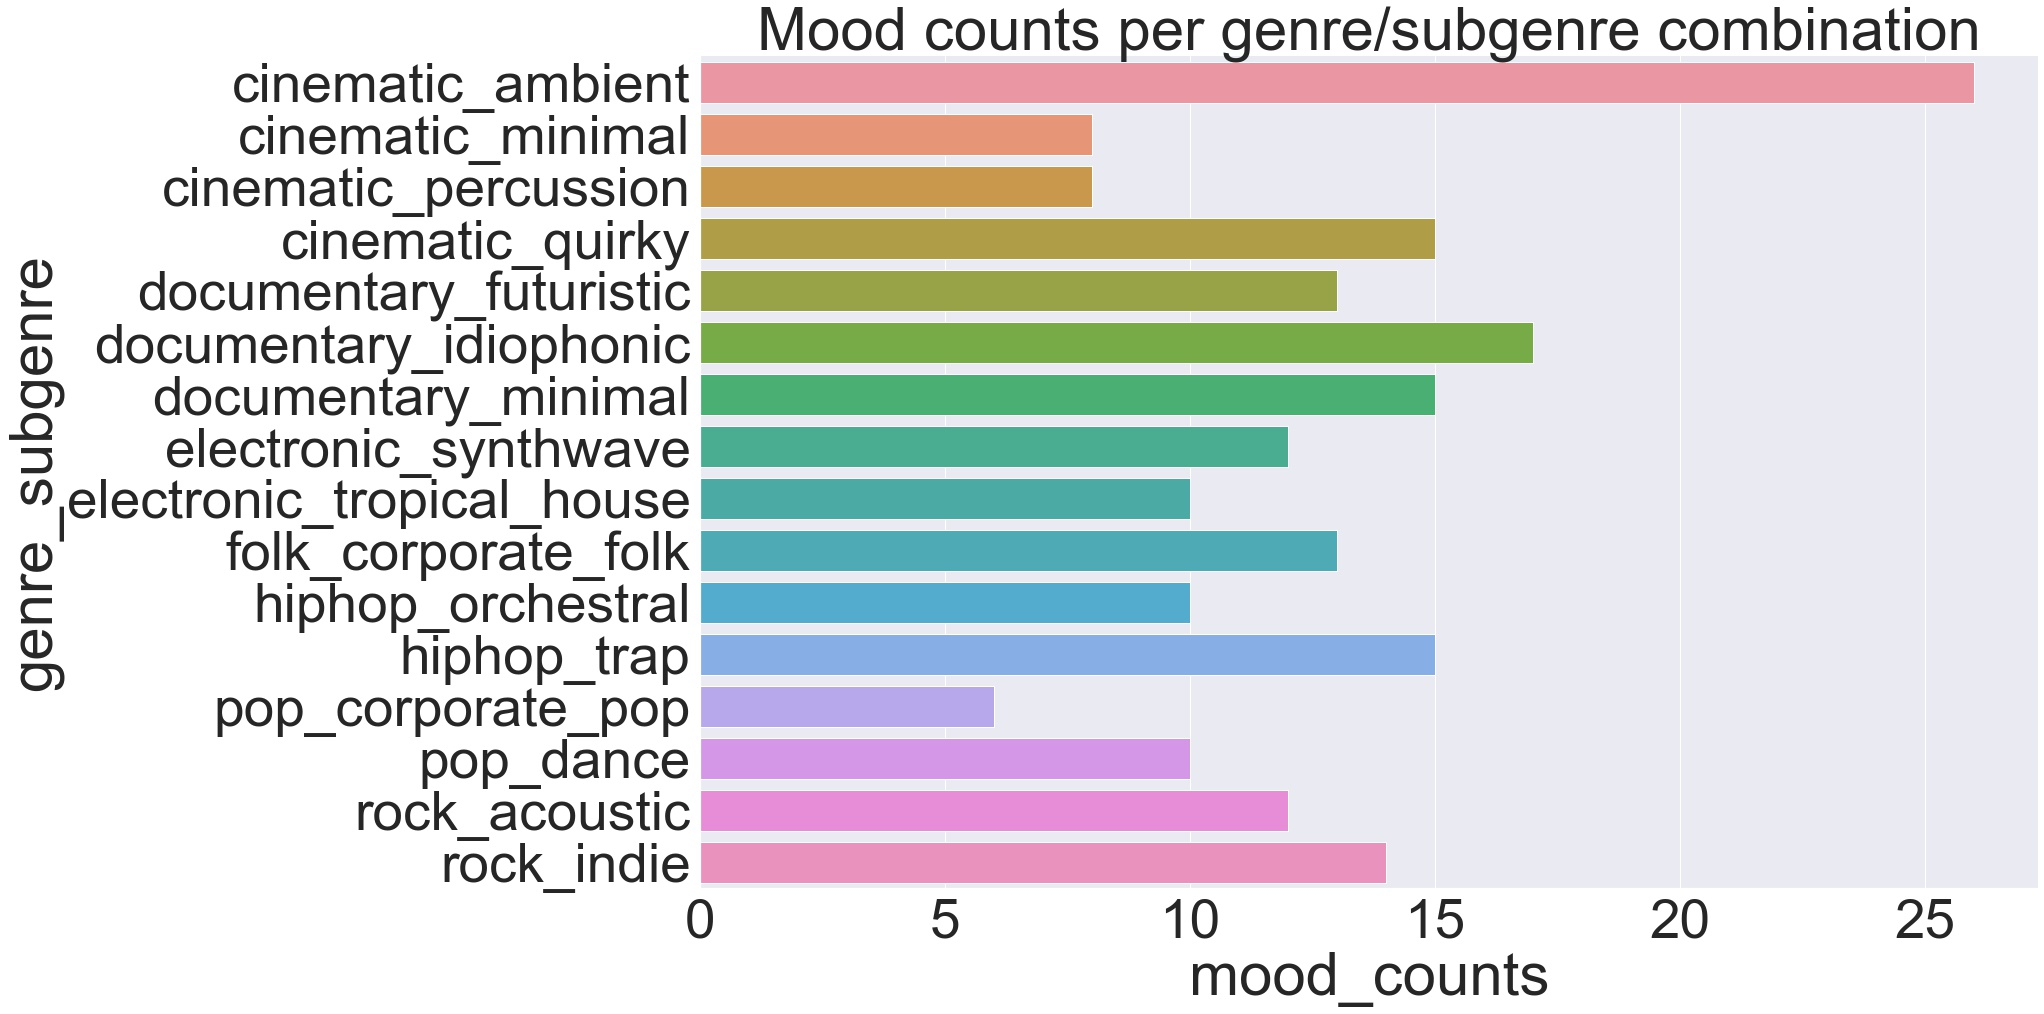 Mood counts per genre/subgenre combination
cinematic_ambient
cinematic_minimal
cinematic_percussion
cinematic_quirky
documentary_futuristic
documentary_idiophonic
documentary_minimal
electronic_synthwave
electronic_tropical_house
folk_corporate_folk
hiphop_orchestral
hiphop_trap
pop_corporate_pop
pop_dance
rock_acoustic
rock_indie
genre_subgenre
0 5 10 15 20 25
mood_counts